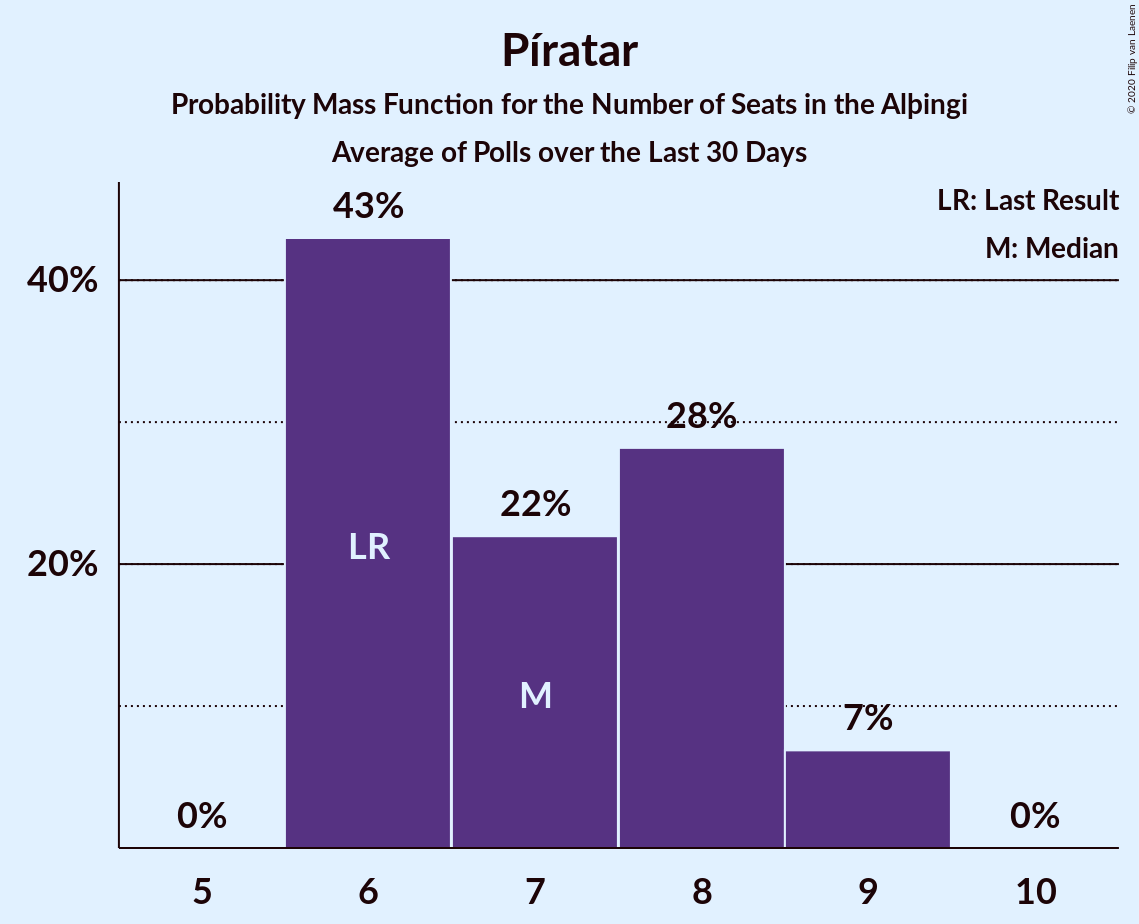 Píratar
Probability Mass Function for the Number of Seats in the Alþingi
Average of Polls over the Last 30 Days
© 2020 Filip van Laenen
LR: Last Result
M: Median
43%
40%
28%
22%
20%
LR
M
7%
0%
0%
5 6 7 8 9 10